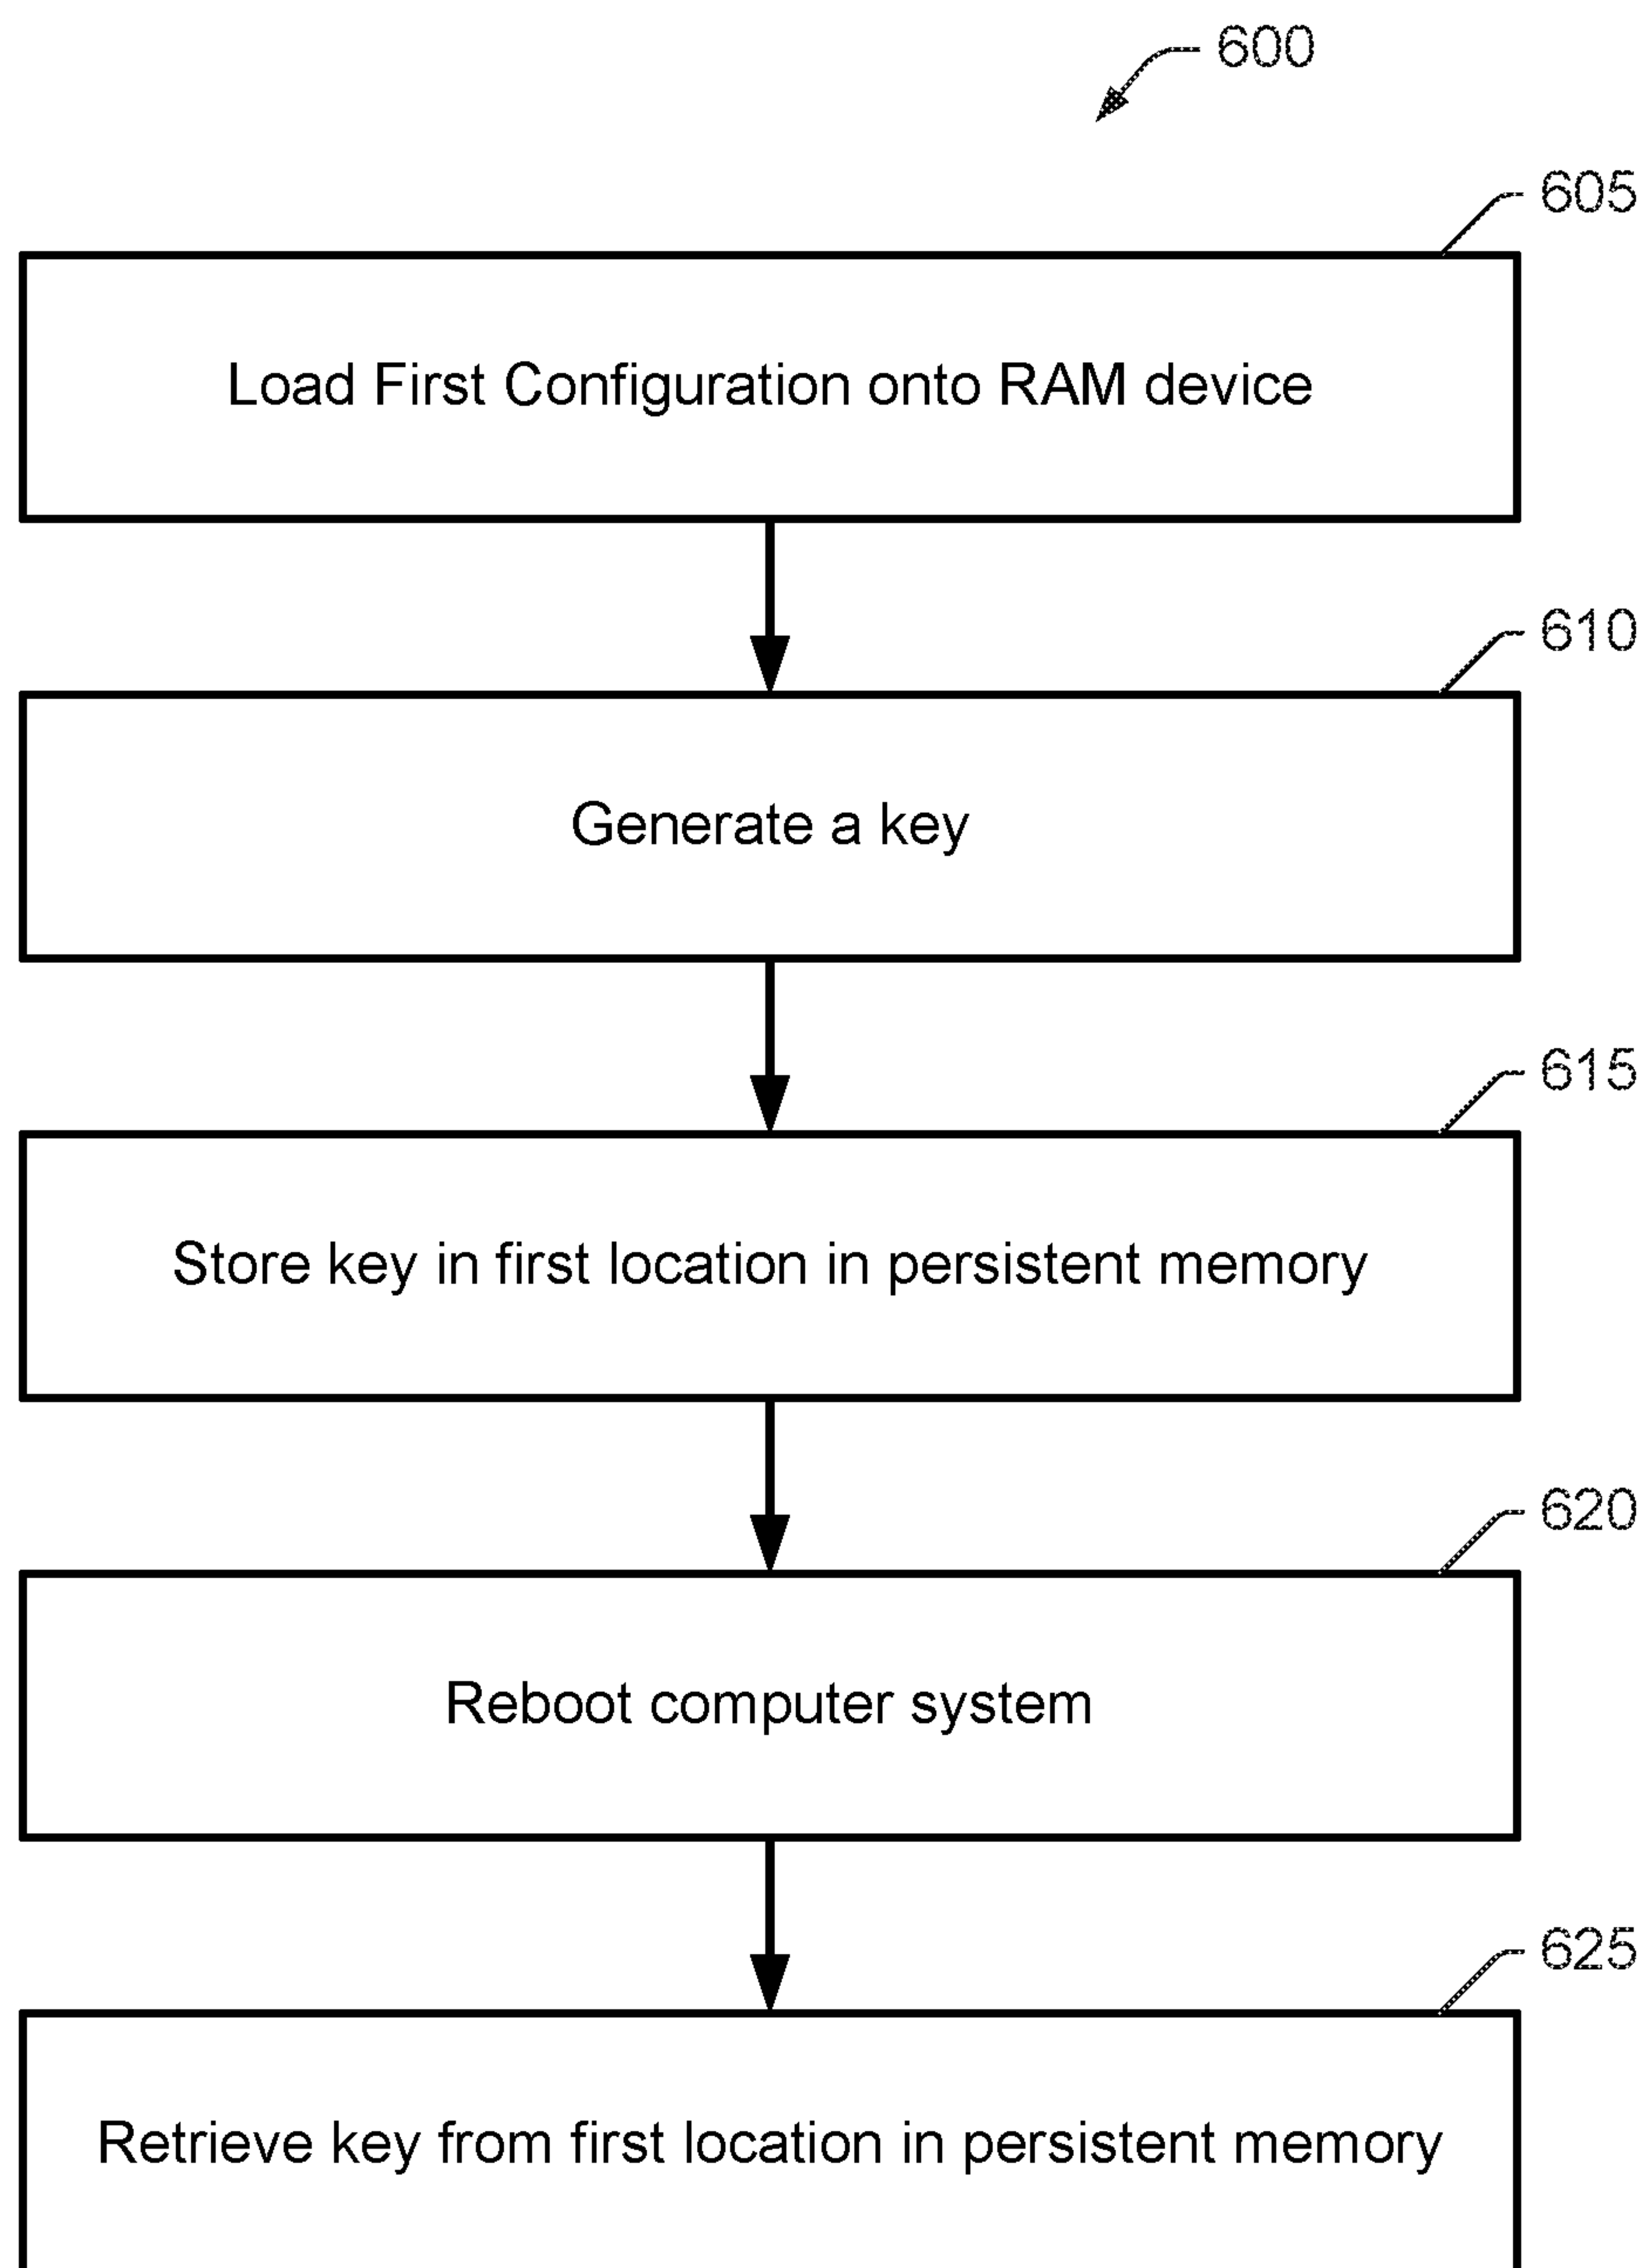 600
605
Load First Configuration onto RAM device
610
Generate a key
615
Store key in first location in persistent memory
620
Reboot computer system
625
Retrieve key from first location in persistent memory